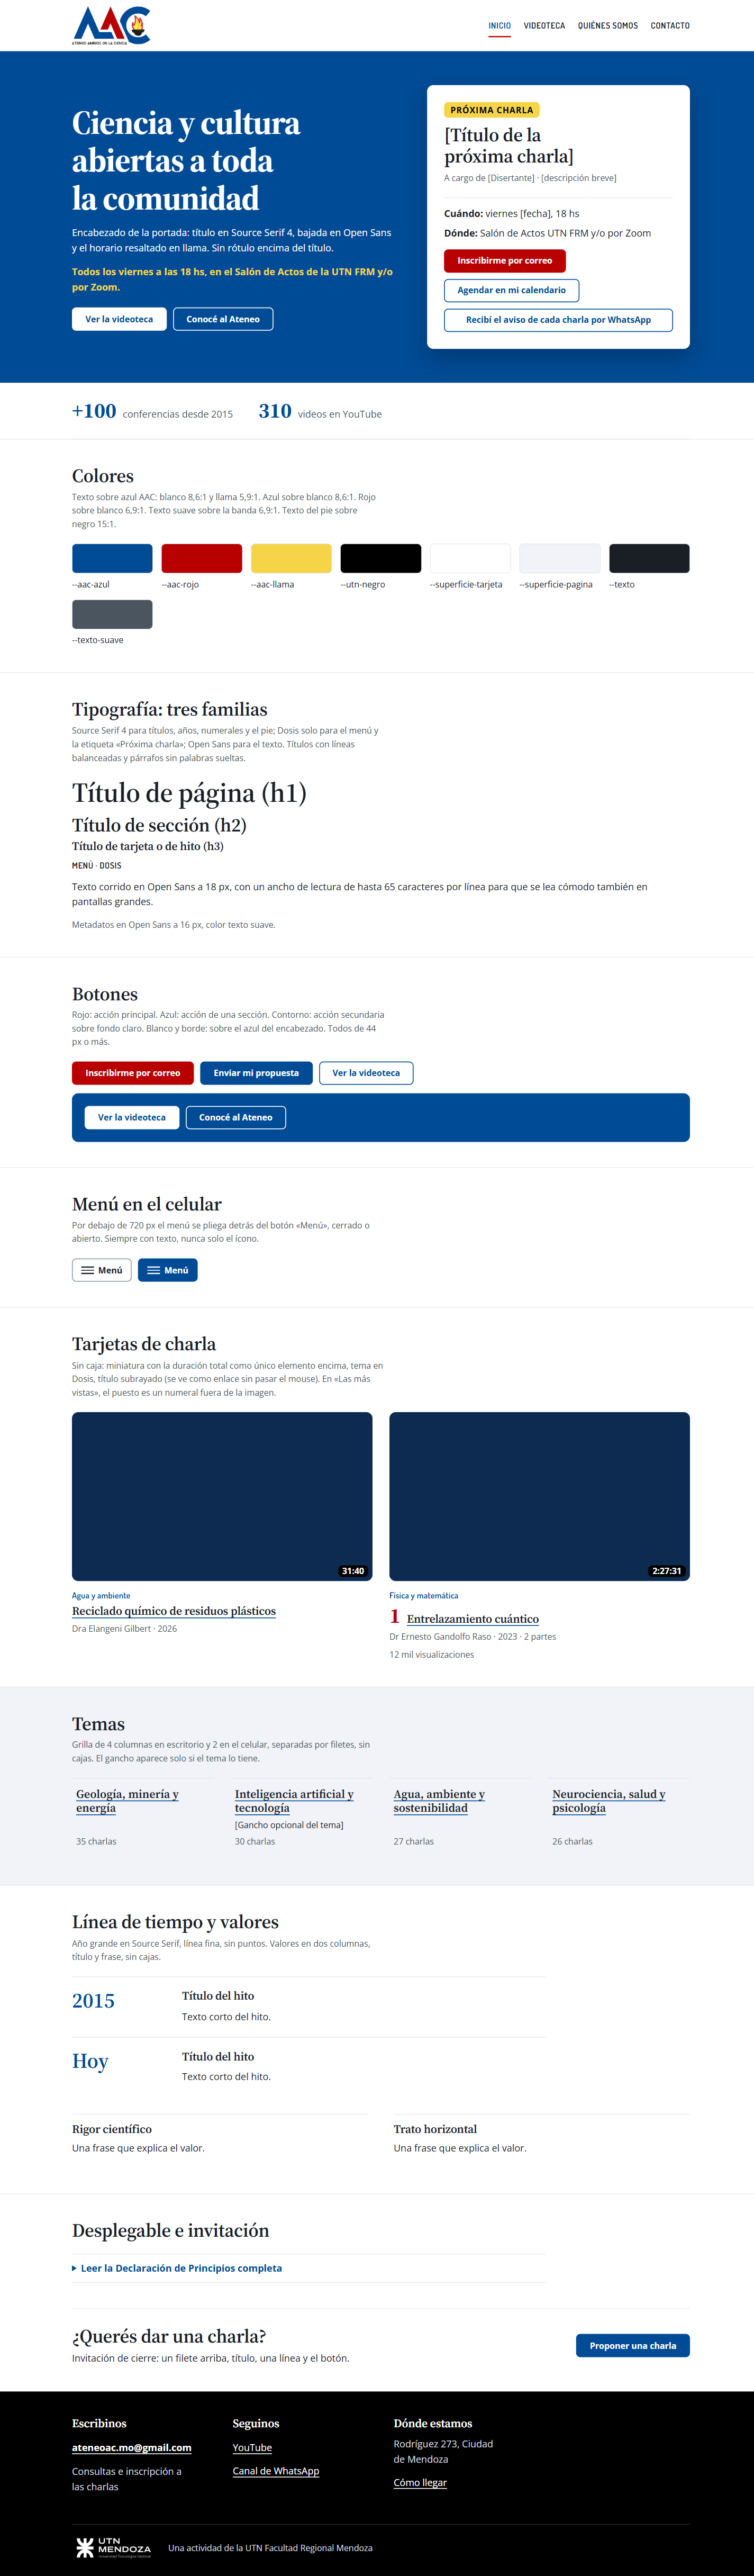 AAC
ATENEO AMIGOS DE LA CIENCIA
INICIO
VIDEOTECA
QUIÉNES SOMOS
CONTACTO
Ciencia y cultura
abiertas a toda
la comunidad
Encabezado de la portada: título en Source Serif 4, bajada en Open Sans
y el horario resaltado en llama. Sin rótulo encima del título.
Todos los viernes a las 18 hs, en el Salón de Actos de la UTN FRM y/o
por Zoom.
Ver la videoteca
Conocé al Ateneo
PRÓXIMA CHARLA
[Título de la
próxima charla]
A cargo de [Disertante] · [descripción breve]
Cuándo: viernes [fecha], 18 hs
Dónde: Salón de Actos UTN FRM y/o por Zoom
Inscribirme por correo
Agendar en mi calendario
Recibí el aviso de cada charla por WhatsApp
+100 conferencias desde 2015
310 videos en YouTube
Colores
Texto sobre azul AAC: blanco 8,6:1 y llama 5,9:1. Azul sobre blanco 8,6:1. Rojo
sobre blanco 6,9:1. Texto suave sobre la banda 6,9:1. Texto del pie sobre
negro 15:1.
--aac-azul
--aac-rojo
--aac-llama
--utn-negro
--superficie-tarjeta
--superficie-pagina
--texto
--texto-suave
Tipografía: tres familias
Source Serif 4 para títulos, años, numerales y el pie; Dosis solo para el menú y
la etiqueta «Próxima charla»; Open Sans para el texto. Títulos con líneas
balanceadas y párrafos sin palabras sueltas.
Título de página (h1)
Título de sección (h2)
Título de tarjeta o de hito (h3)
MENÚ · DOSIS
Texto corrido en Open Sans a 18 px, con un ancho de lectura de hasta 65 caracteres por línea para que se lea cómodo también en
pantallas grandes.
Metadatos en Open Sans a 16 px, color texto suave.
Botones
Rojo: acción principal. Azul: acción de una sección. Contorno: acción secundaria
sobre fondo claro. Blanco y borde: sobre el azul del encabezado. Todos de 44
px o más.
Inscribirme por correo
Enviar mi propuesta
Ver la videoteca
Ver la videoteca
Conocé al Ateneo
Menú en el celular
Por debajo de 720 px el menú se pliega detrás del botón «Menú», cerrado o
abierto. Siempre con texto, nunca solo el ícono.
Menú
Menú
Tarjetas de charla
Sin caja: miniatura con la duración total como único elemento encima, tema en
Dosis, título subrayado (se ve como enlace sin pasar el mouse). En «Las más
vistas», el puesto es un numeral fuera de la imagen.
31:40
Agua y ambiente
Reciclado químico de residuos plásticos
Dra Elangeni Gilbert · 2026
2:27:31
Física y matemática
1 Entrelazamiento cuántico
Dr Ernesto Gandolfo Raso · 2023 · 2 partes
12 mil visualizaciones
Temas
Grilla de 4 columnas en escritorio y 2 en el celular, separadas por filetes, sin
cajas. El gancho aparece solo si el tema lo tiene.
Geología, minería y
energía
35 charlas
Inteligencia artificial y
tecnología
[Gancho opcional del tema]
30 charlas
Agua, ambiente y
sostenibilidad
27 charlas
Neurociencia, salud y
psicología
26 charlas
Línea de tiempo y valores
Año grande en Source Serif, línea fina, sin puntos. Valores en dos columnas,
título y frase, sin cajas.
2015
Título del hito
Texto corto del hito.
Hoy
Título del hito
Texto corto del hito.
Rigor científico
Una frase que explica el valor.
Trato horizontal
Una frase que explica el valor.
Desplegable e invitación
Leer la Declaración de Principios completa
¿Querés dar una charla?
Invitación de cierre: un filete arriba, título, una línea y el botón.
Proponer una charla
Escribinos
ateneoac.mo@gmail.com
Consultas e inscripción a
las charlas
Seguinos
YouTube
Canal de WhatsApp
Dónde estamos
Rodríguez 273, Ciudad
de Mendoza
Cómo llegar
UTN
MENDOZA
Universidad Tecnológica Nacional
Una actividad de la UTN Facultad Regional Mendoza